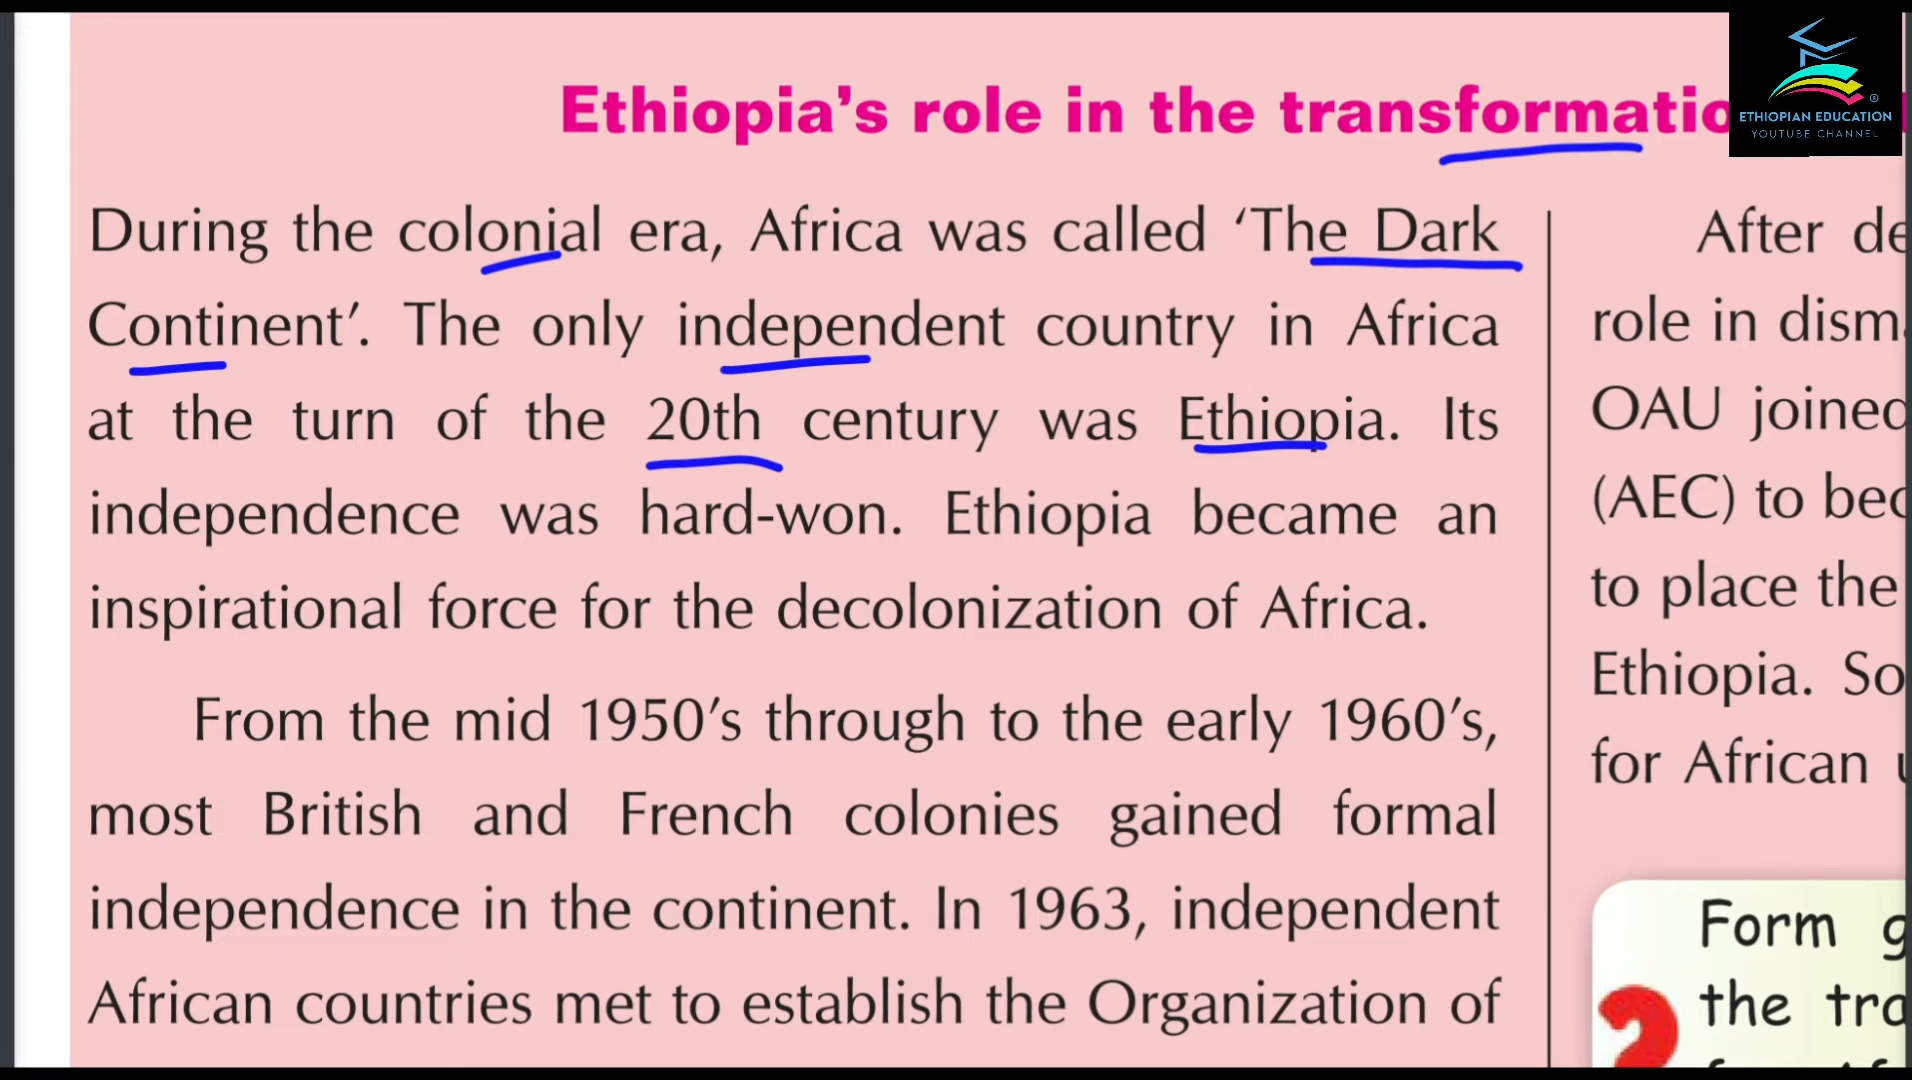 Ethiopia's role in the transformatio
ETHIOPIAN EDUCATION
YOUTUBE CHANNEL
During the colonial era, Africa was called 'The Dark
Continent'. The only independent country in Africa
at the turn of the 20th century was Ethiopia. Its
independence was hard-won. Ethiopia became an
inspirational force for the decolonization of Africa.
From the mid 1950's through to the early 1960's,
most British and French colonies gained formal
independence in the continent. In 1963, independent
African countries met to establish the Organization of
After de
role in disma
OAU joined
(AEC) to bec
to place the
Ethiopia. So
for African
Form g
the tra